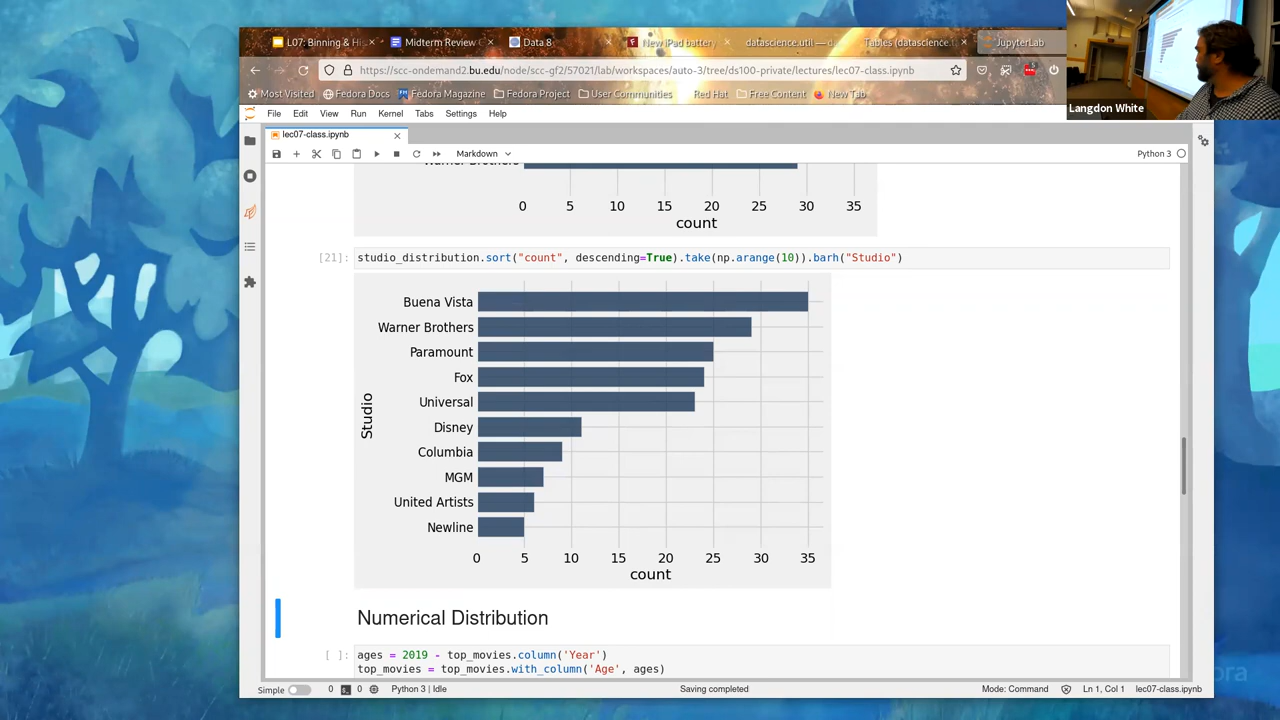 L07: Binning & Hi
Midterm Review
Data 8
New iPad battery
datascience.util — da
Tables (datascience.
JupyterLab
https://scc-ondemand2.bu.edu/node/scc-gf2/57021/lab/workspaces/auto-3/tree/ds100-private/lectures/lec07-class.ipynb
Most Visited
Fedora Docs
Fedora Magazine
Fedora Project
User Communities
Red Hat
Free Content
New Tab
Langdon White
File Edit View Run Kernel Tabs Settings Help
lec07-class.ipynb
Markdown
Python 3
Warner Brothers
0 5 10 15 20 25 30 35
count
[21]: studio_distribution.sort("count", descending=True).take(np.arange(10)).barh("Studio")
Studio
Buena Vista
Warner Brothers
Paramount
Fox
Universal
Disney
Columbia
MGM
United Artists
Newline
0 5 10 15 20 25 30 35
count
Numerical Distribution
[ ]: ages = 2019 - top_movies.column('Year')
top_movies = top_movies.with_column('Age', ages)
Simple 0 0 Python 3 | Idle Saving completed Mode: Command Ln 1, Col 1 lec07-class.ipynb